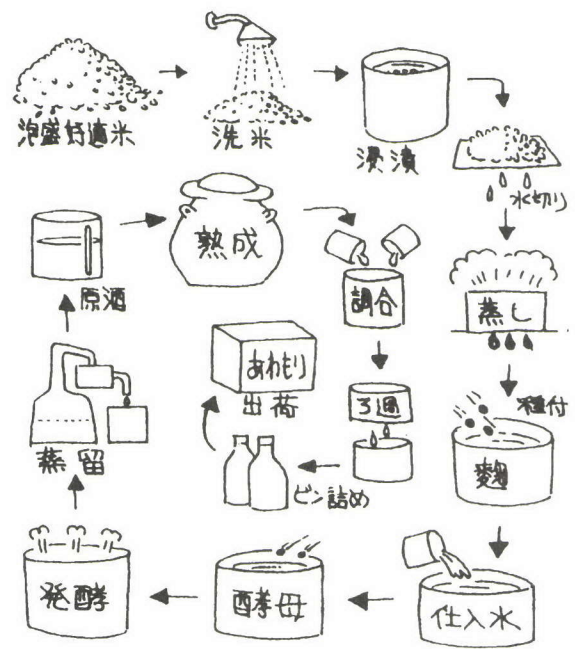 泡盛好適米
洗米
浸漬
水切り
蒸し
種付
麹
仕入水
酵母
発酵
蒸留
原酒
熟成
調合
ろ過
ビン詰め
出荷
あわもり